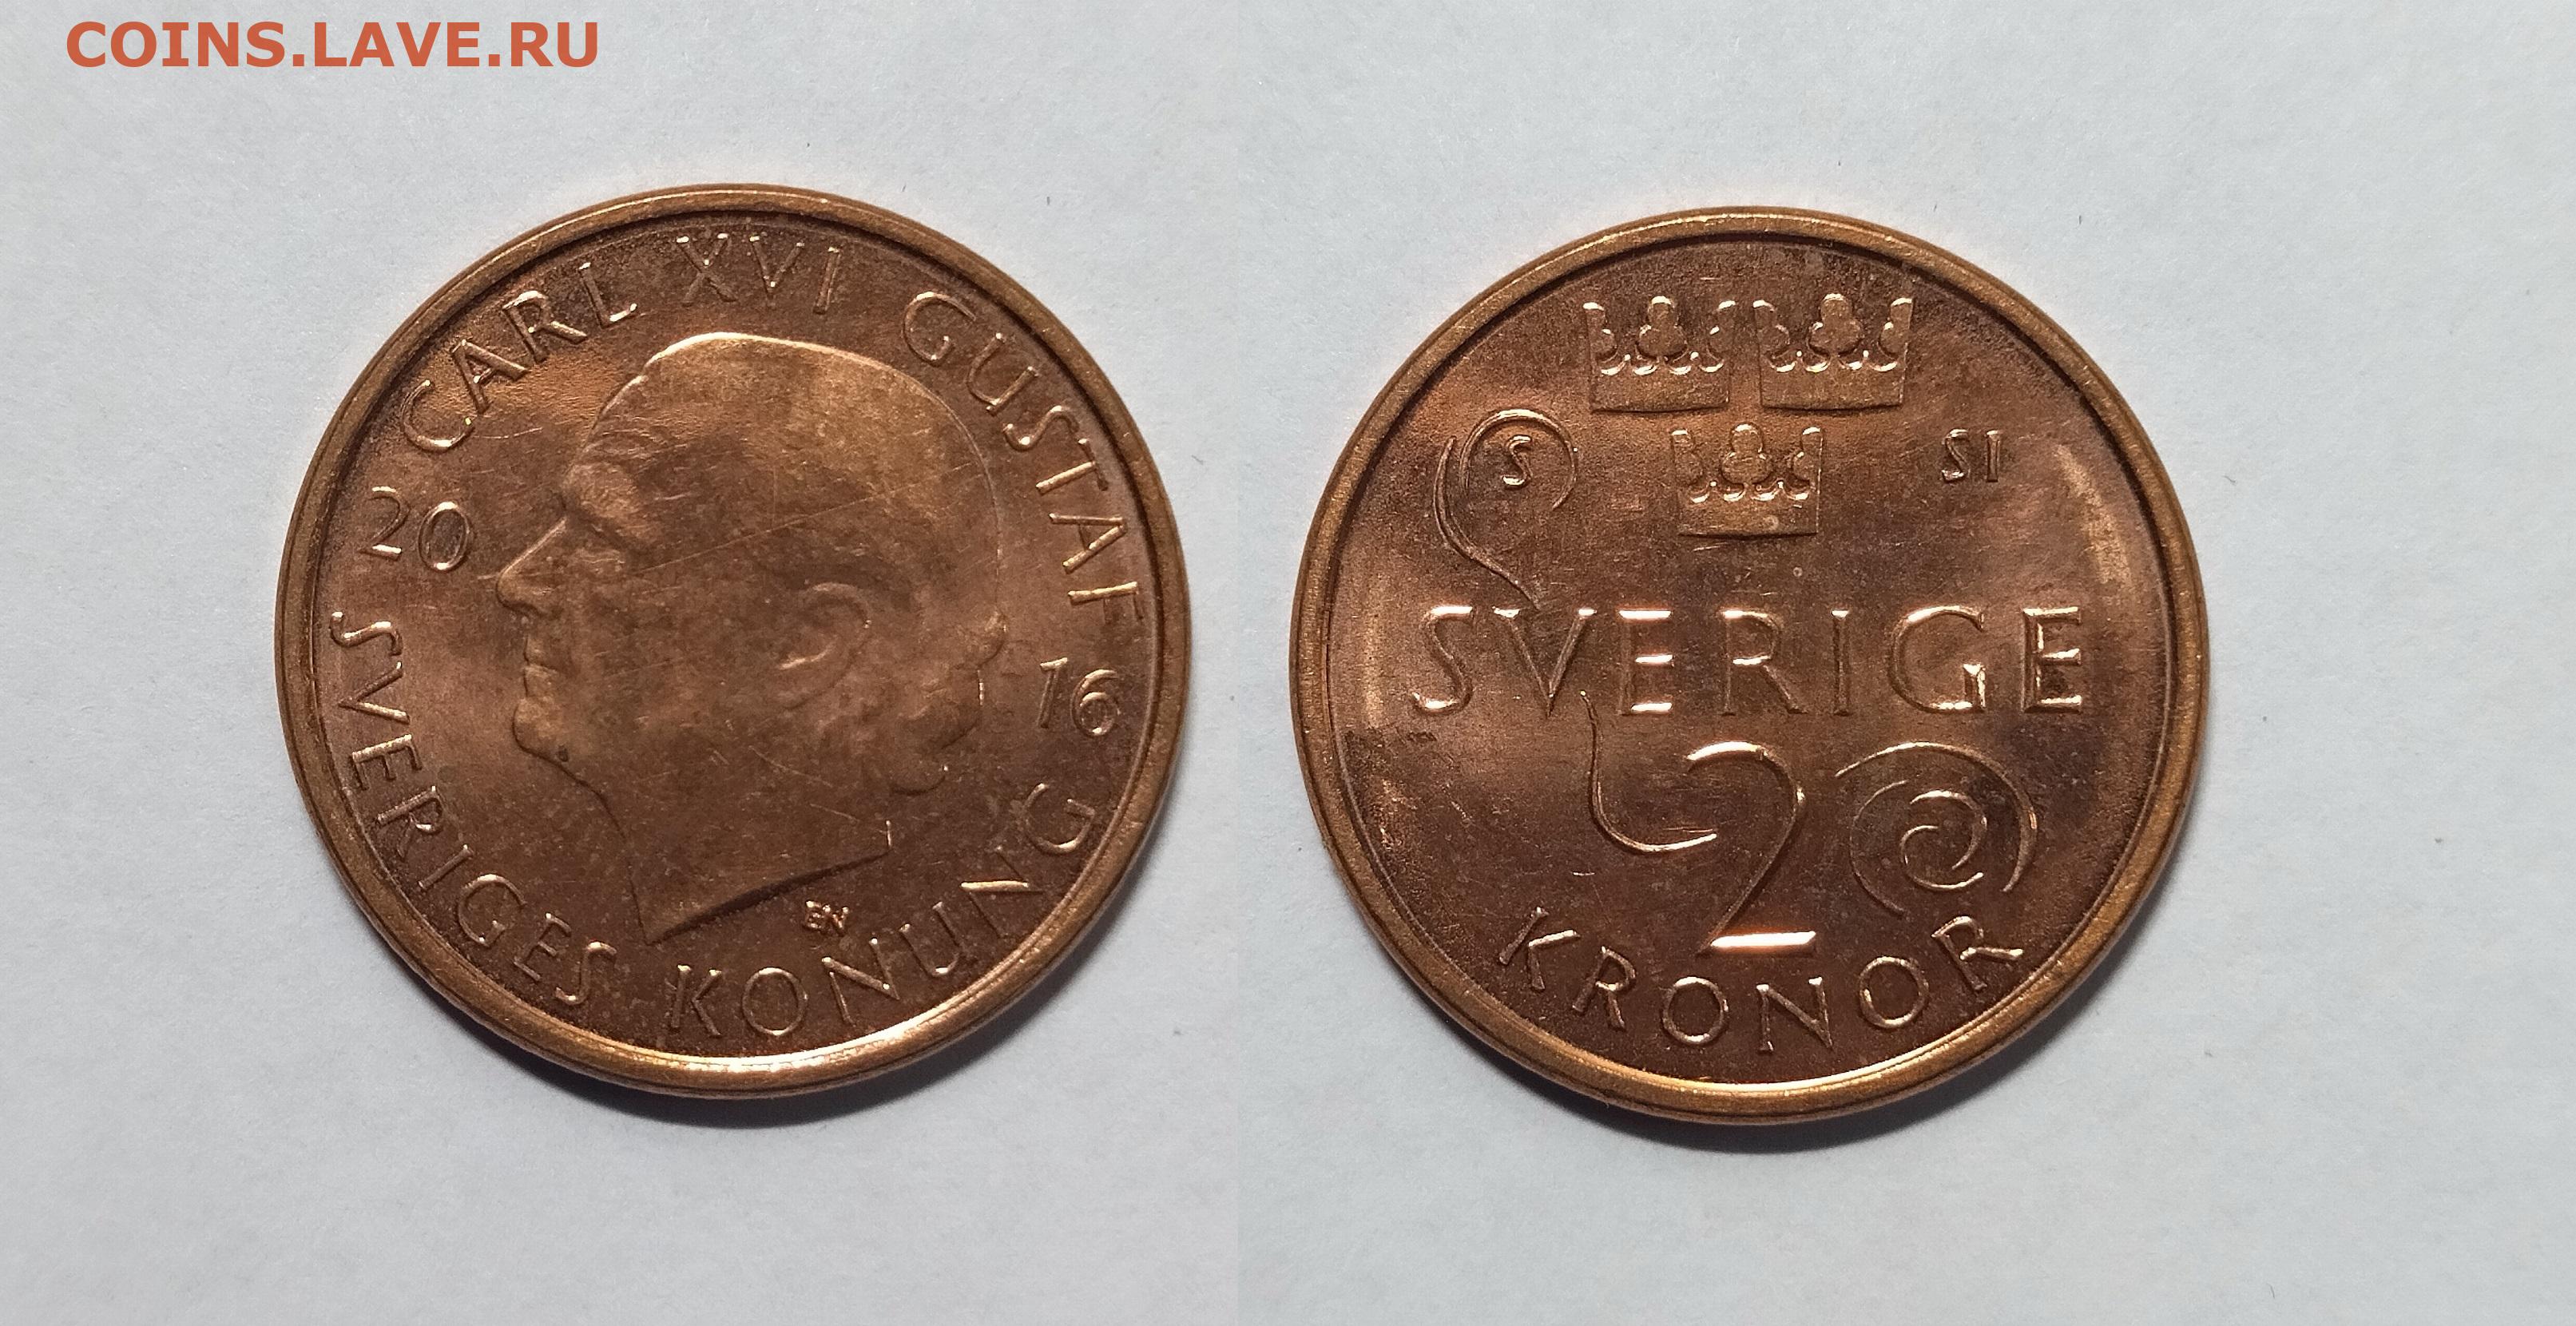 COINS.LAVE.RU
CARL XVI GUSTAF
20 16
SVERIGES KONUNG
EN
S SI
SVERIGE
2
KRONOR